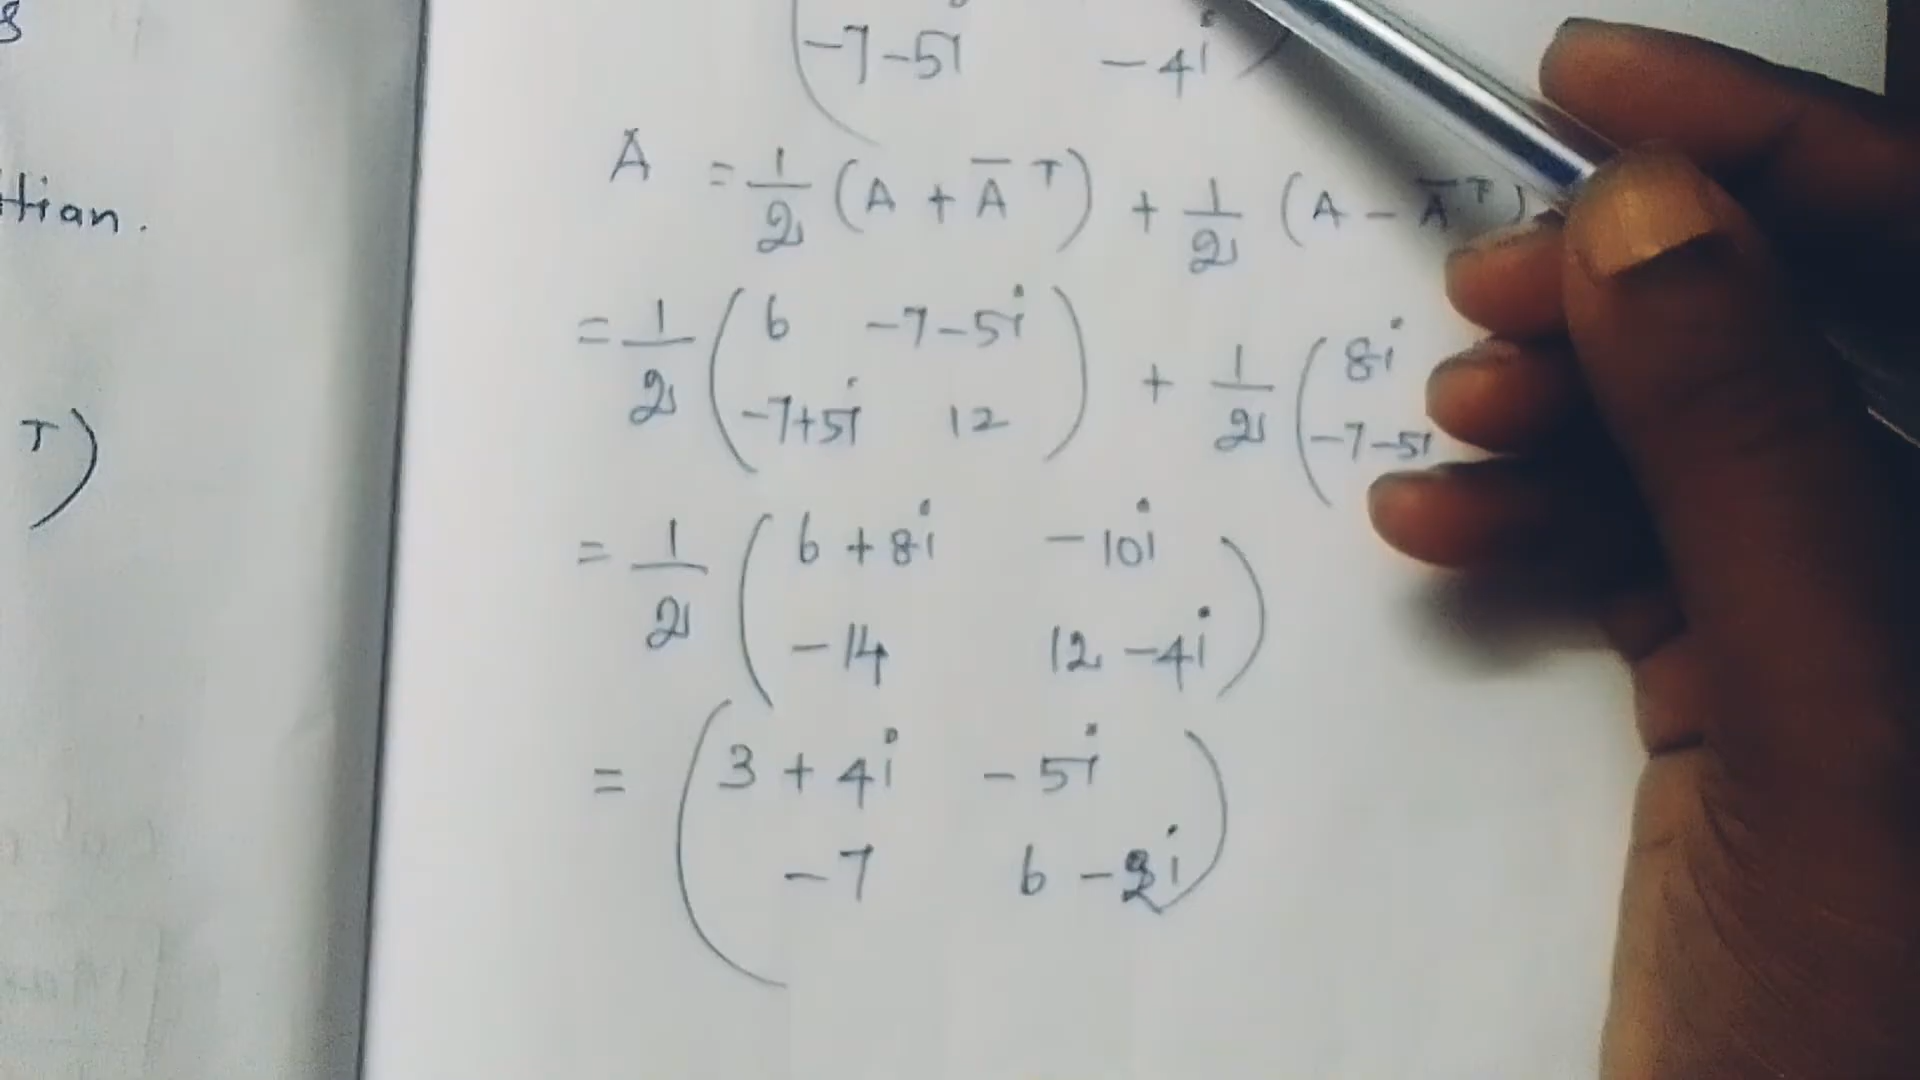 8
tian.
T)
-7-5i -4i
A = 1/2 (A + A̅ᵀ) + 1/2 (A - A̅ᵀ)
= 1/2 ( 6 -7-5i
-7+5i 12 ) + 1/2 ( 8i
-7-5i
= 1/2 ( 6+8i -10i
-14 12-4i )
= ( 3+4i -5i
-7 6-2i )